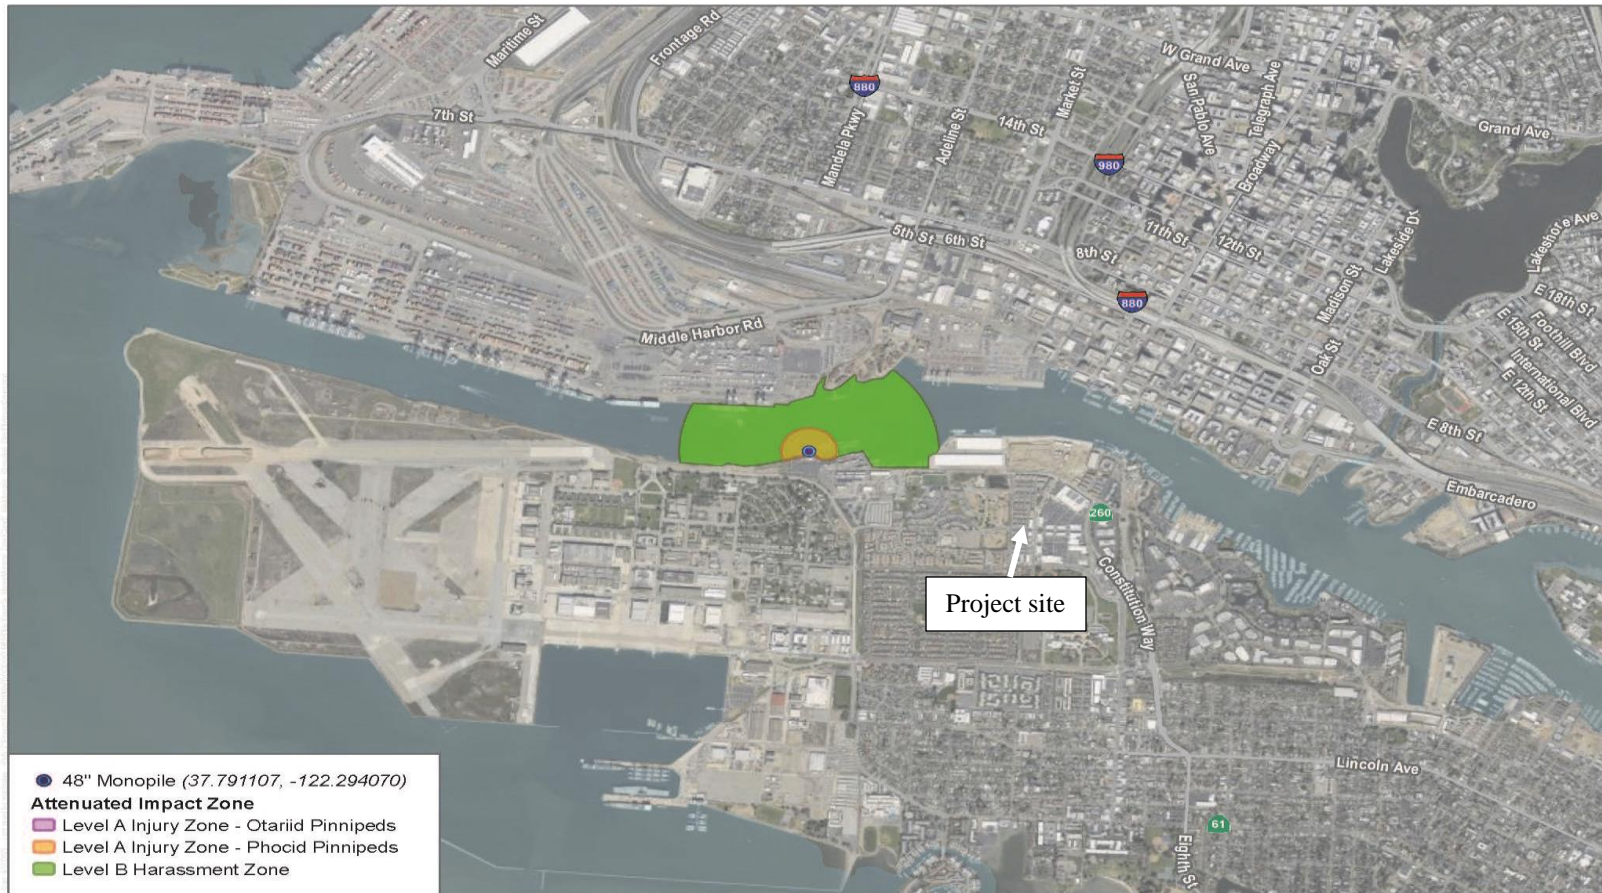 Maritime St
Frontage Rd
7th St
880
Mandela Pkwy
Adeline St
14th St
Market St
W Grand Ave
San Pablo Ave
Telegraph Ave
Broadway
Grand Ave
980
5th St
6th St
8th St
11th St
12th St
880
Madison St
Lakeside Dr
Lakeshore Ave
Oak St
E 18th St
Foothill Blvd
E 15th St
International Blvd
E 12th St
E 8th St
Embarcadero
Middle Harbor Rd
260
Constitution Way
Project site
Lincoln Ave
61
Eighth St
48" Monopile (37.791107, -122.294070)
Attenuated Impact Zone
Level A Injury Zone - Otariid Pinnipeds
Level A Injury Zone - Phocid Pinnipeds
Level B Harassment Zone